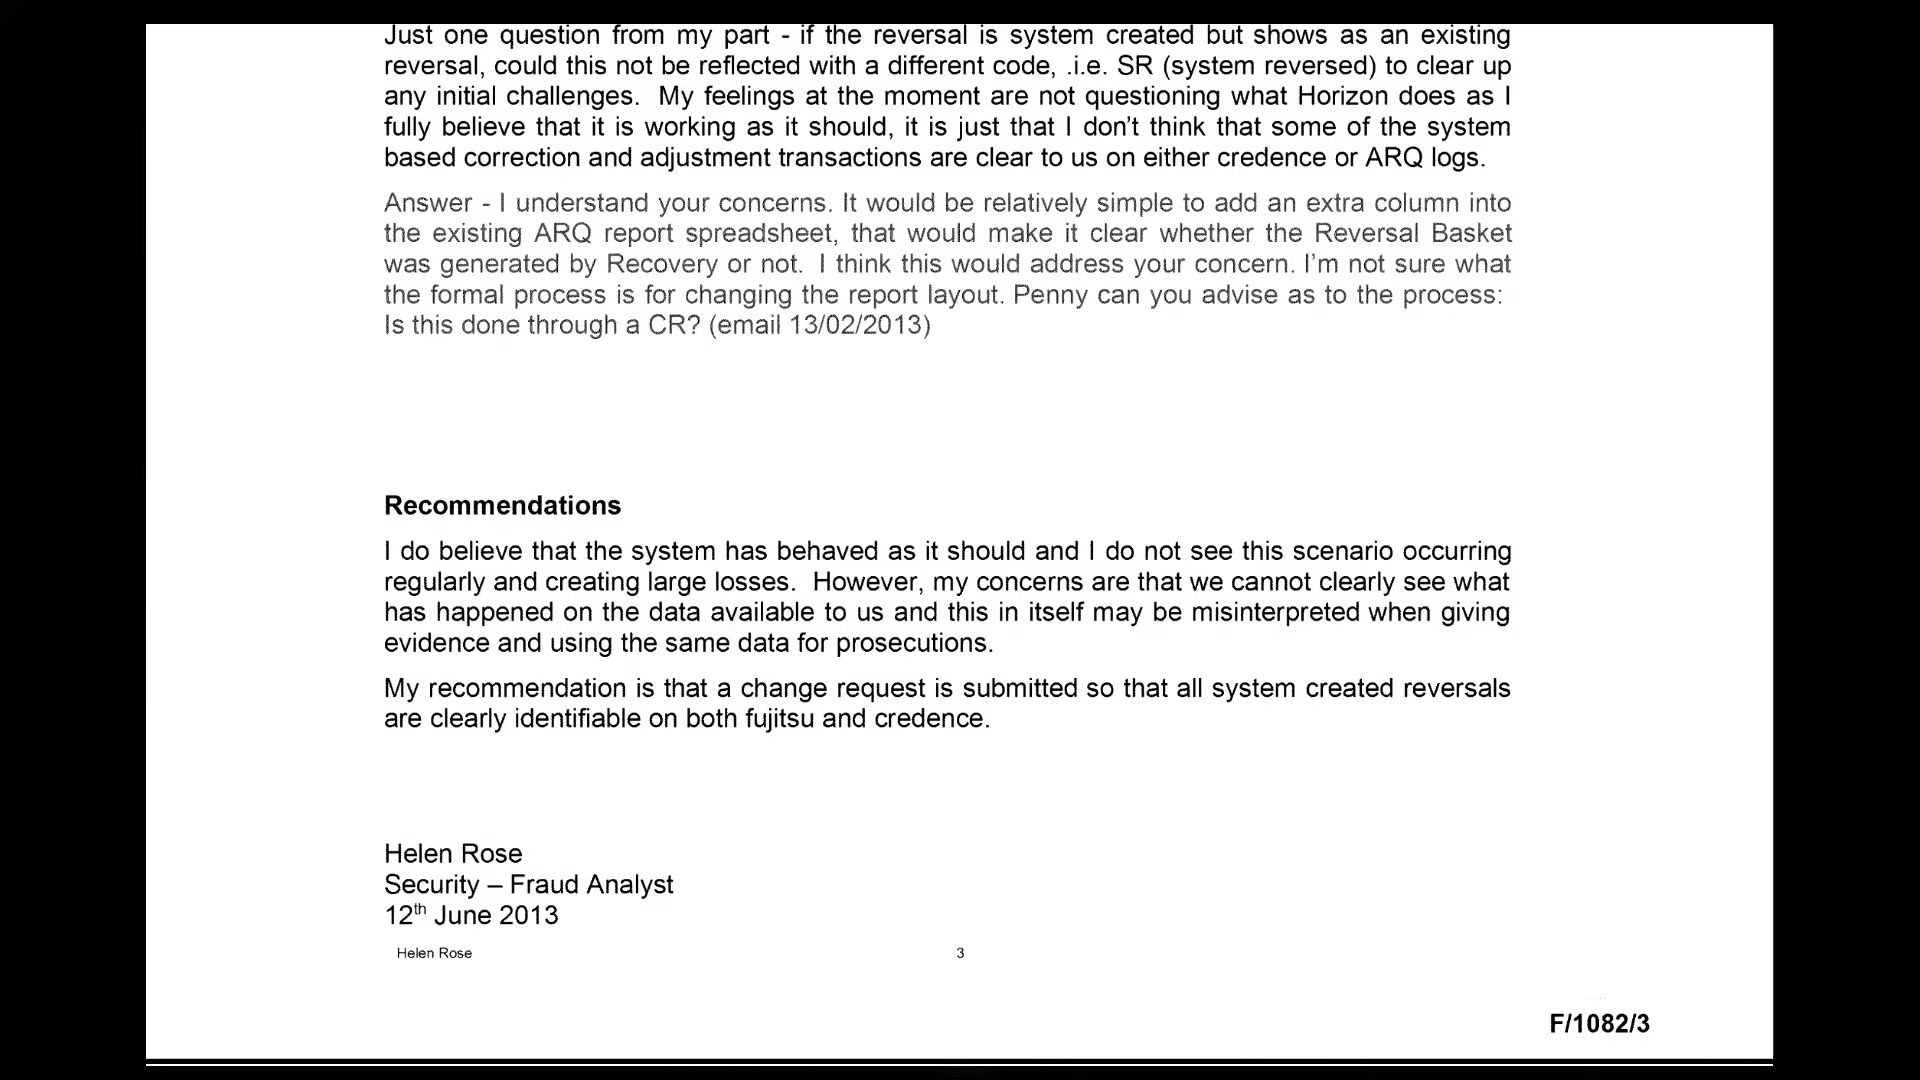 Just one question from my part - if the reversal is system created but shows as an existing
reversal, could this not be reflected with a different code, .i.e. SR (system reversed) to clear up
any initial challenges.  My feelings at the moment are not questioning what Horizon does as I
fully believe that it is working as it should, it is just that I don't think that some of the system
based correction and adjustment transactions are clear to us on either credence or ARQ logs.
Answer - I understand your concerns. It would be relatively simple to add an extra column into
the existing ARQ report spreadsheet, that would make it clear whether the Reversal Basket
was generated by Recovery or not.  I think this would address your concern. I'm not sure what
the formal process is for changing the report layout. Penny can you advise as to the process:
Is this done through a CR? (email 13/02/2013)
Recommendations
I do believe that the system has behaved as it should and I do not see this scenario occurring
regularly and creating large losses.  However, my concerns are that we cannot clearly see what
has happened on the data available to us and this in itself may be misinterpreted when giving
evidence and using the same data for prosecutions.
My recommendation is that a change request is submitted so that all system created reversals
are clearly identifiable on both fujitsu and credence.
Helen Rose
Security – Fraud Analyst
12th June 2013
Helen Rose 3
F/1082/3